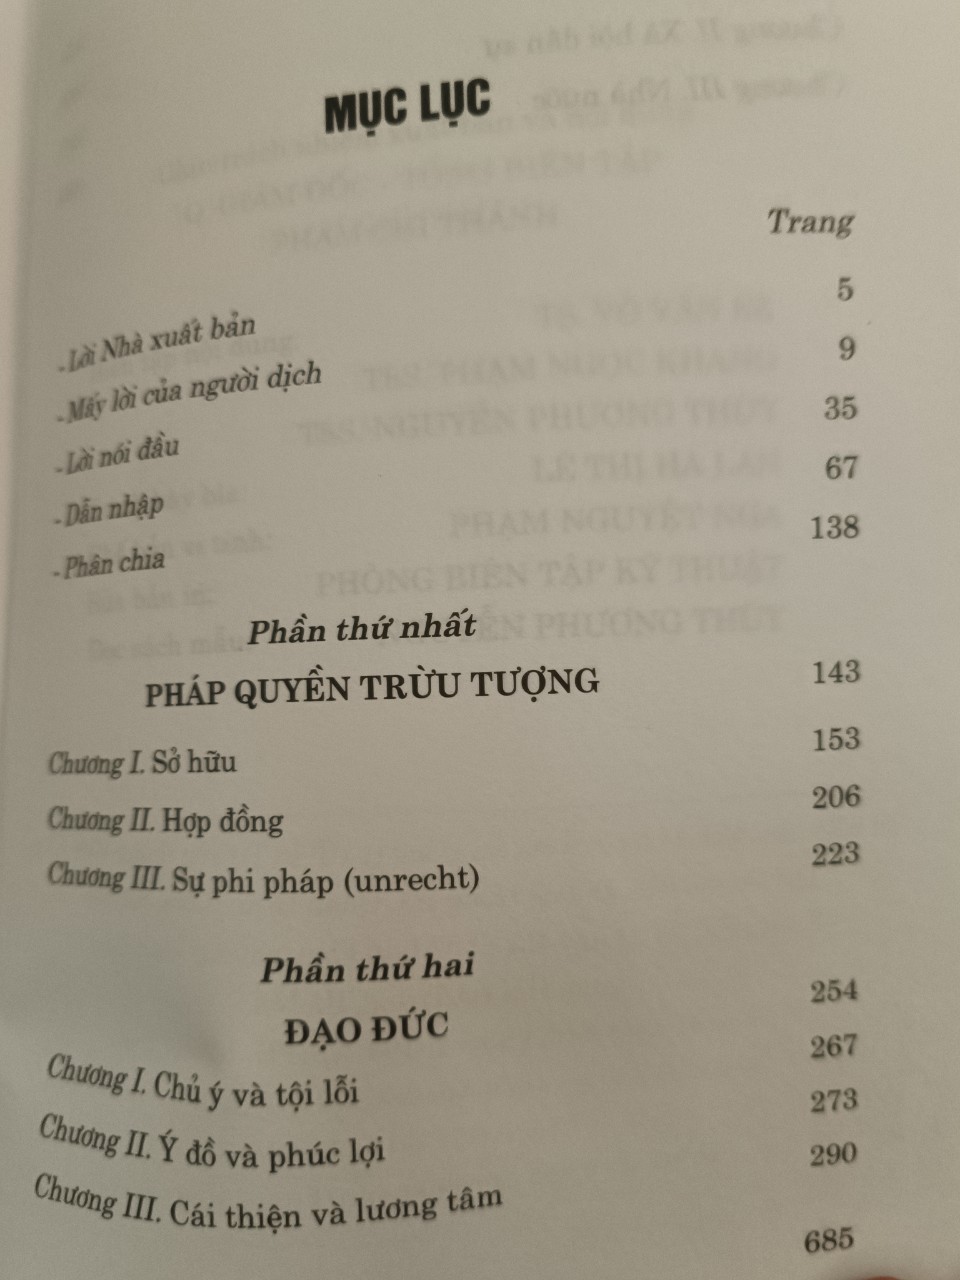 MỤC LỤC
Trang
- Lời Nhà xuất bản 5
- Mấy lời của người dịch 9
- Lời nói đầu 35
- Dẫn nhập 67
- Phân chia 138
Phần thứ nhất
PHÁP QUYỀN TRỪU TƯỢNG 143
Chương I. Sở hữu 153
Chương II. Hợp đồng 206
Chương III. Sự phi pháp (unrecht) 223
Phần thứ hai
ĐẠO ĐỨC 254
Chương I. Chủ ý và tội lỗi 267
Chương II. Ý đồ và phúc lợi 273
Chương III. Cái thiện và lương tâm 290
685